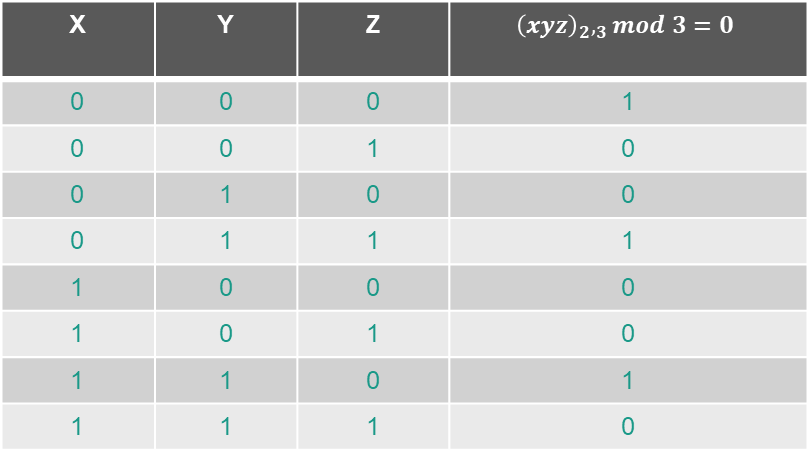 X Y Z (xyz)₂,₃ mod 3 = 0
0 0 0 1
0 0 1 0
0 1 0 0
0 1 1 1
1 0 0 0
1 0 1 0
1 1 0 1
1 1 1 0